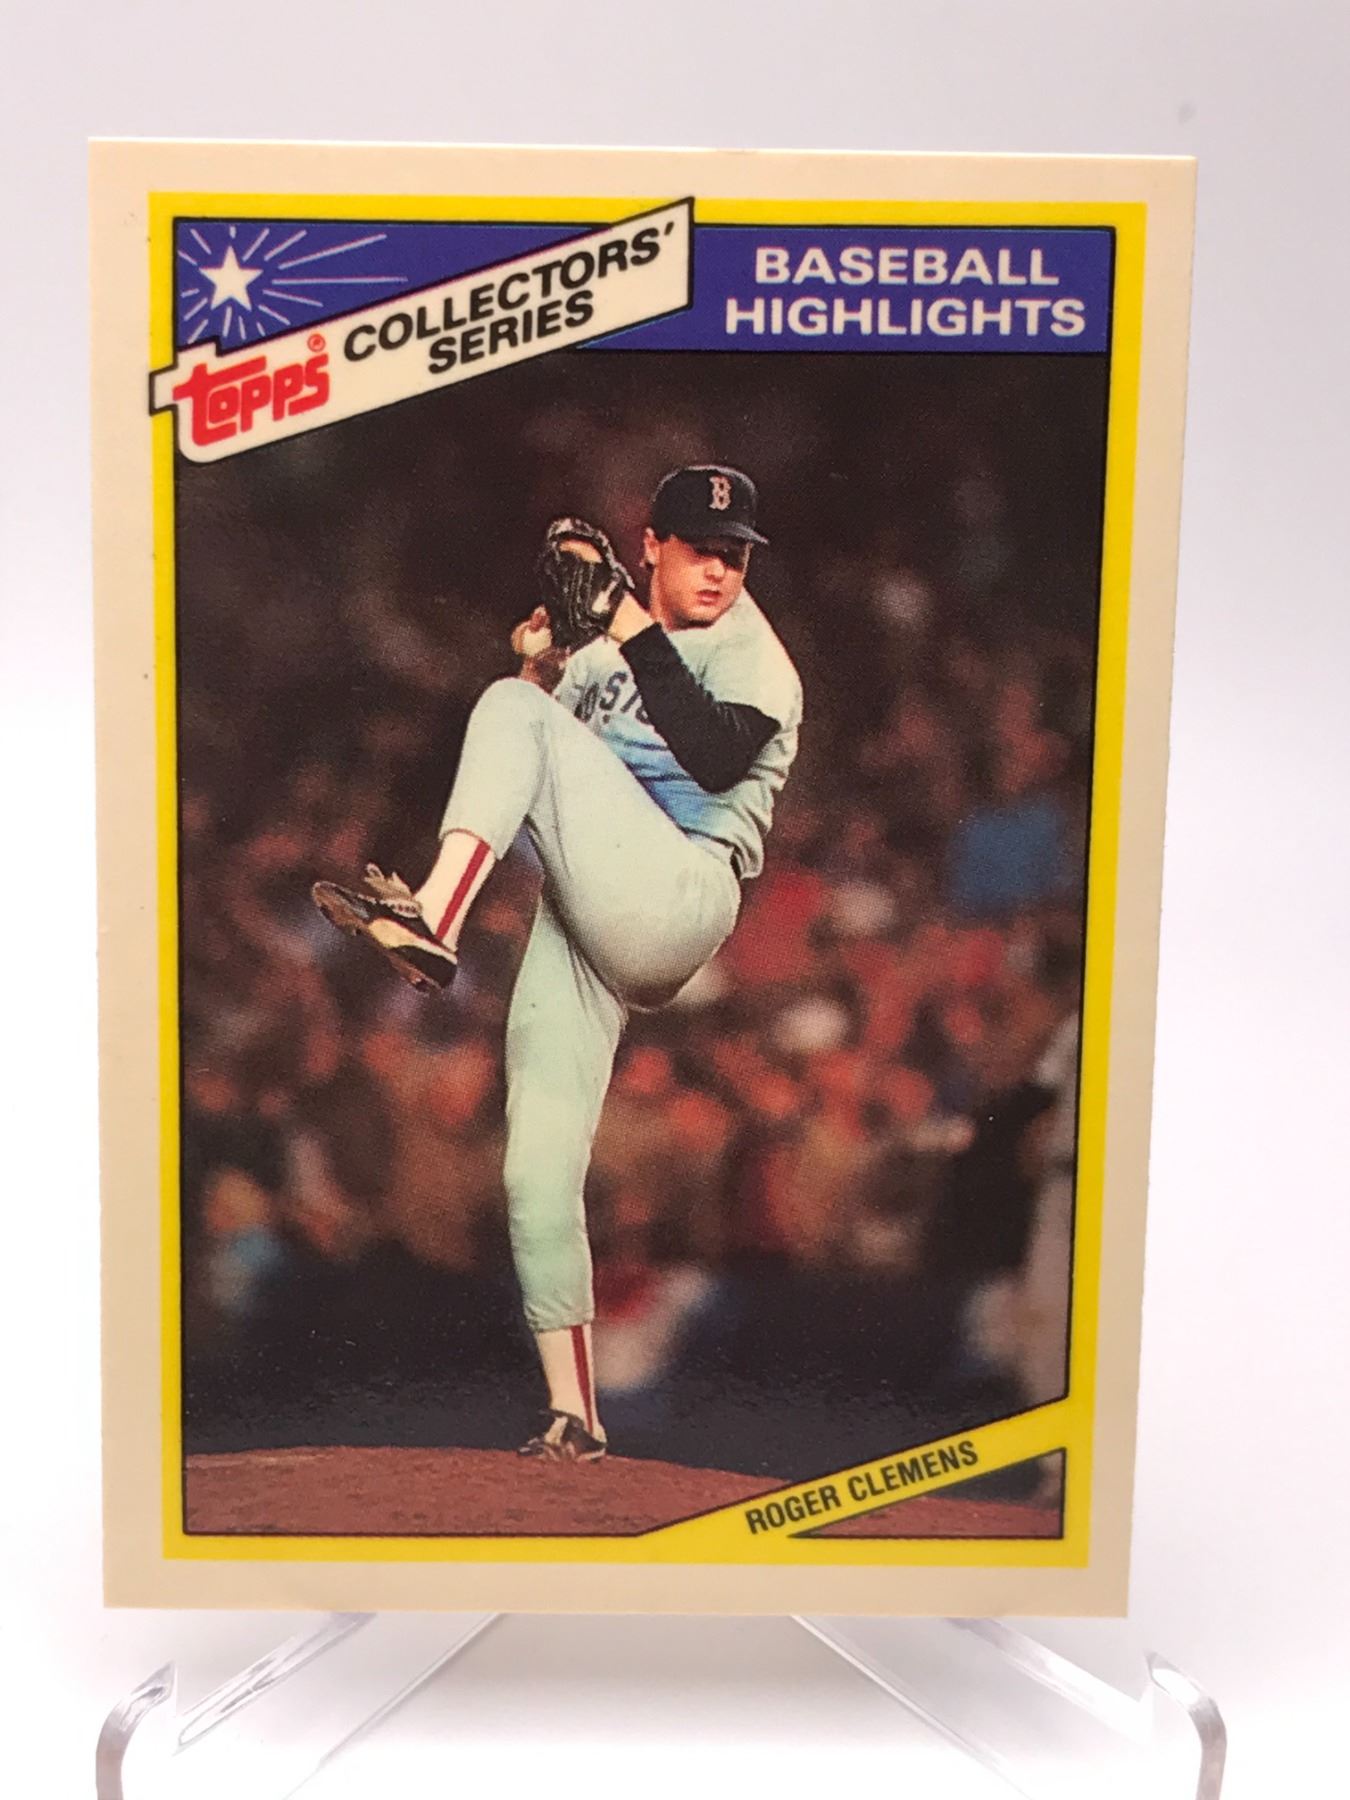 topps®
COLLECTORS'
SERIES
BASEBALL
HIGHLIGHTS
B
ROGER CLEMENS